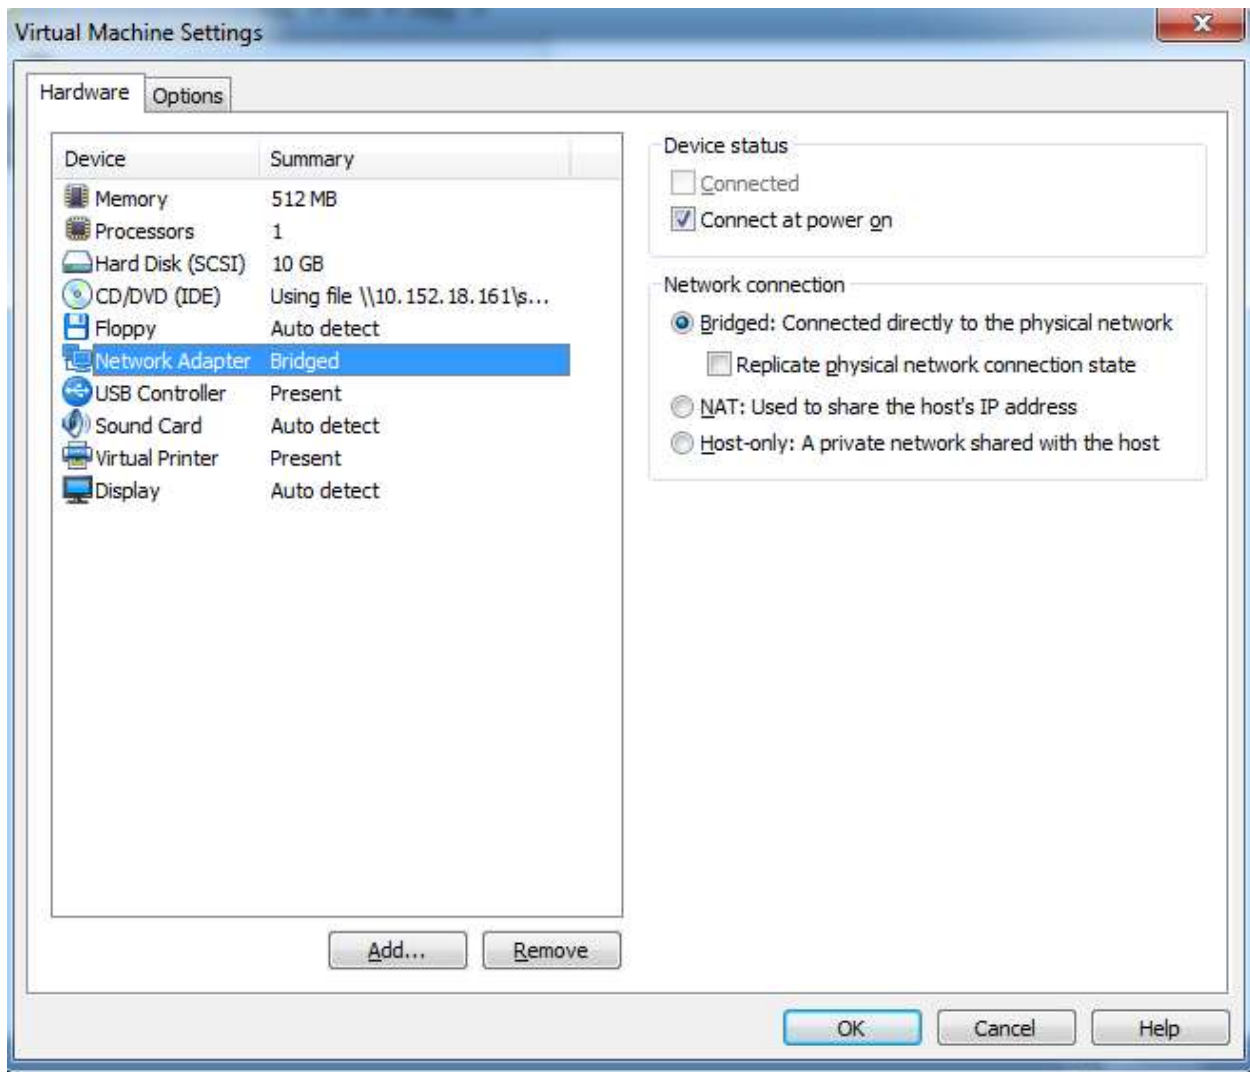 Virtual Machine Settings
X
Hardware Options
Device Summary
Memory 512 MB
Processors 1
Hard Disk (SCSI) 10 GB
CD/DVD (IDE) Using file \\10.152.18.161\s...
Floppy Auto detect
Network Adapter Bridged
USB Controller Present
Sound Card Auto detect
Virtual Printer Present
Display Auto detect
Add... Remove
Device status
Connected
Connect at power on
Network connection
Bridged: Connected directly to the physical network
Replicate physical network connection state
NAT: Used to share the host's IP address
Host-only: A private network shared with the host
OK Cancel Help